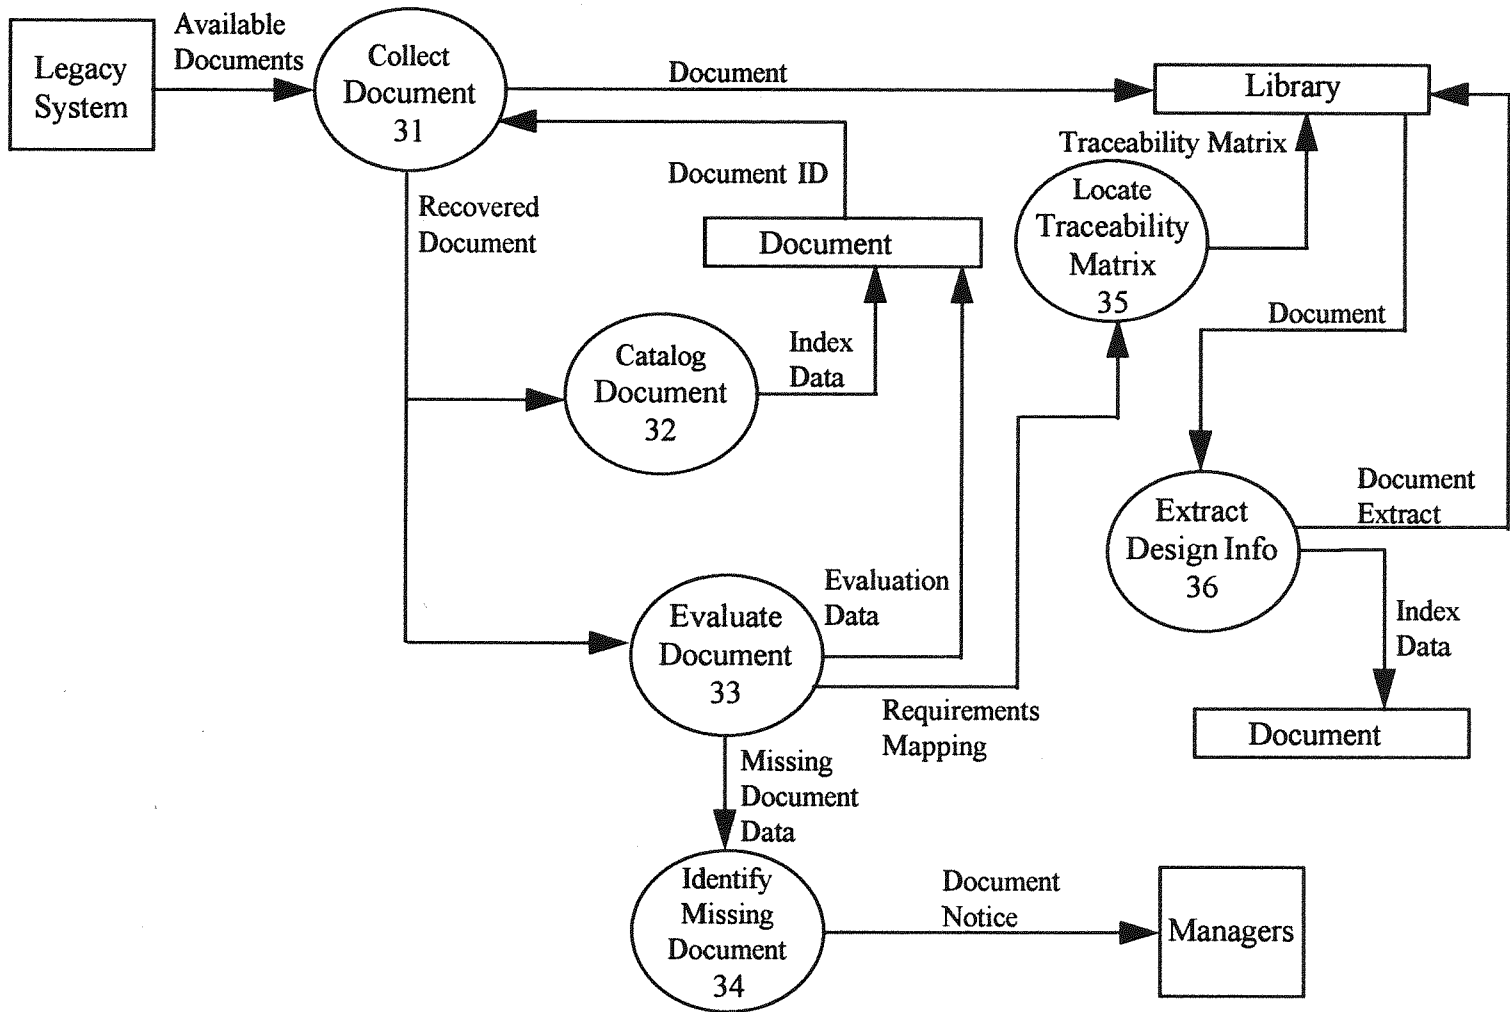 Legacy
System
Available
Documents
Collect
Document
31
Document
Library
Document ID
Recovered
Document
Document
Traceability Matrix
Locate
Traceability
Matrix
35
Document
Catalog
Document
32
Index
Data
Extract
Design Info
36
Document
Extract
Index
Data
Document
Evaluate
Document
33
Evaluation
Data
Requirements
Mapping
Missing
Document
Data
Identify
Missing
Document
34
Document
Notice
Managers